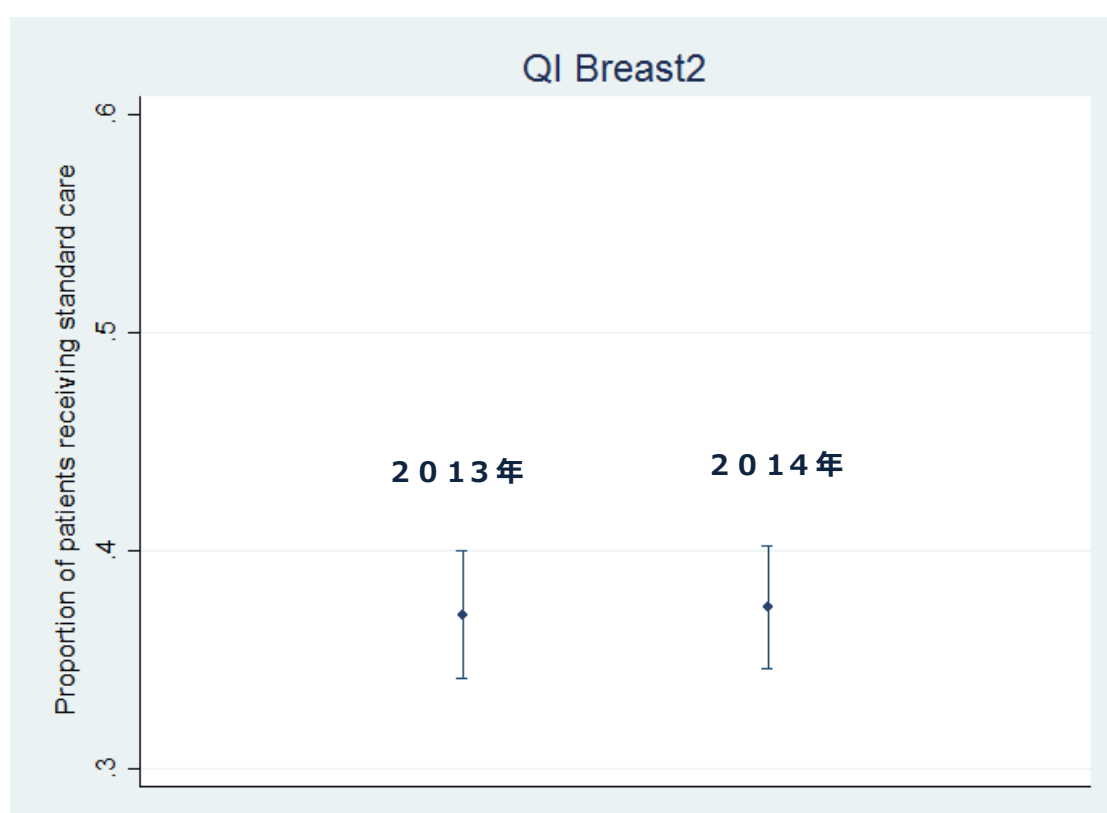 QI Breast2
Proportion of patients receiving standard care
.6
.5
.4
.3
２０１３年
２０１４年